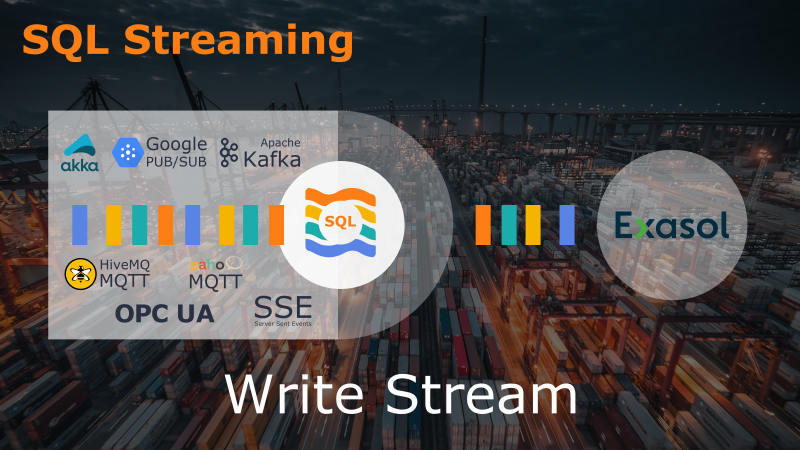 SQL Streaming
akka
Google
PUB/SUB
Apache
Kafka
SQL
Exasol
HiveMQ
MQTT
paho
MQTT
OPC UA
SSE
Server Sent Events
Write Stream